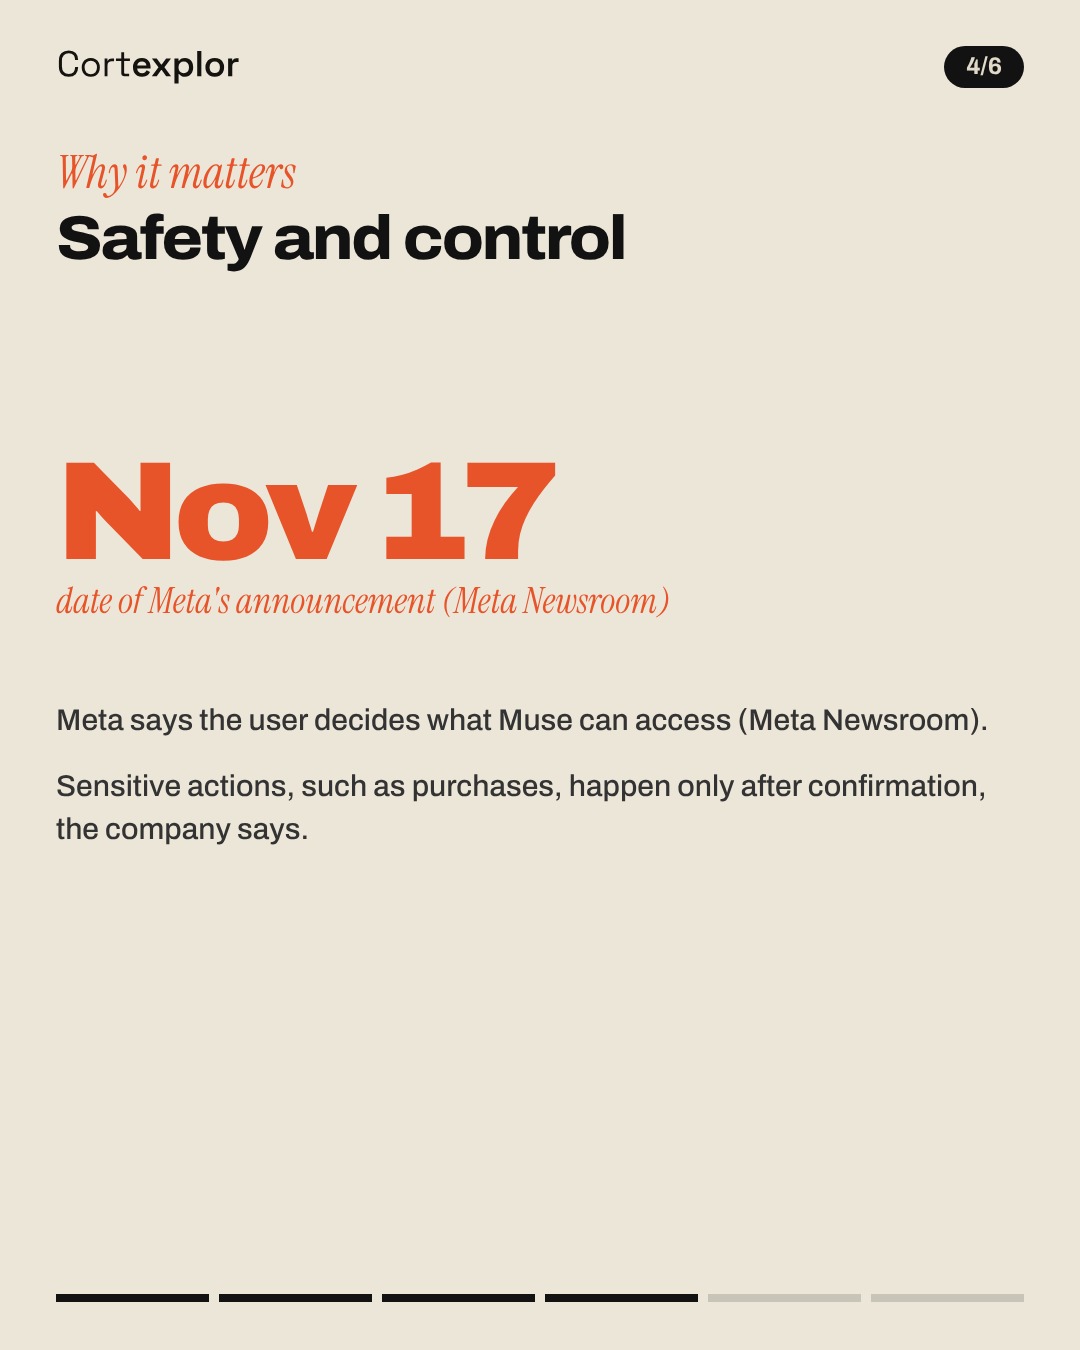 Cortexplor
4/6
Why it matters
Safety and control
Nov 17
date of Meta's announcement (Meta Newsroom)
Meta says the user decides what Muse can access (Meta Newsroom).
Sensitive actions, such as purchases, happen only after confirmation,
the company says.